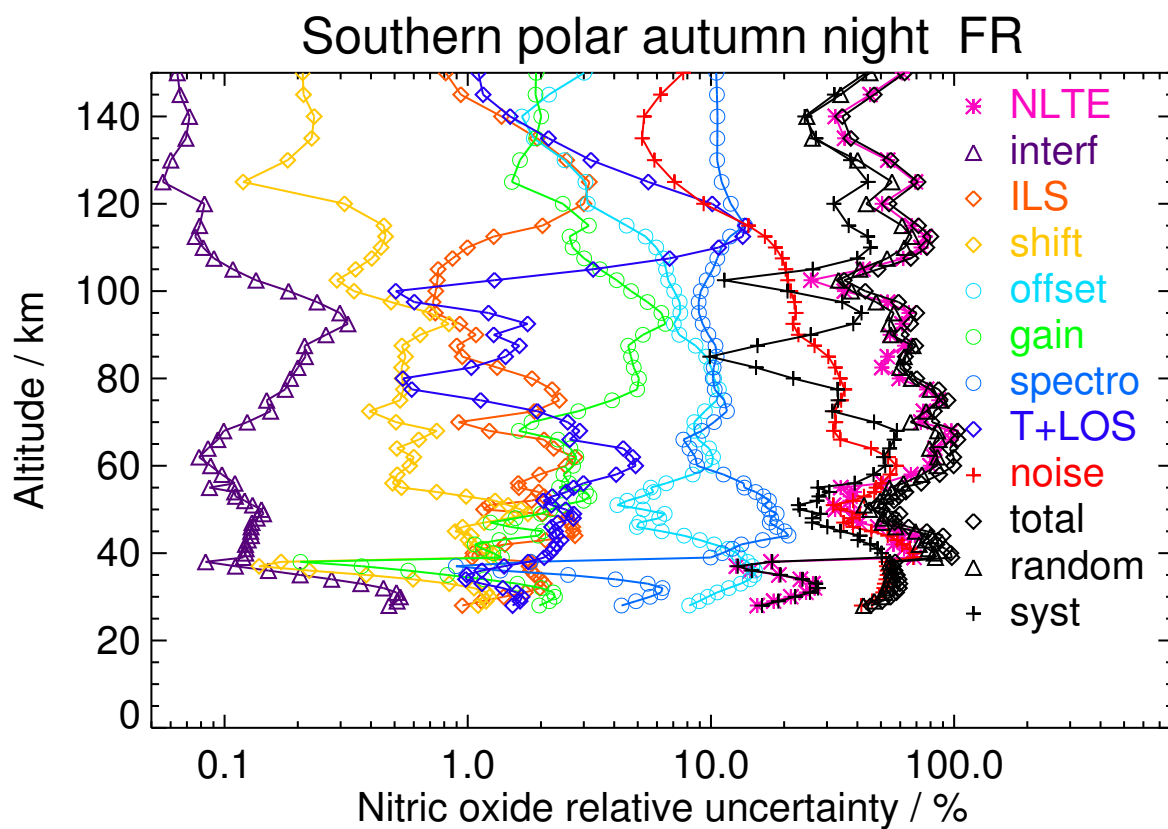 Southern polar autumn night FR
Altitude / km
140
120
100
80
60
40
20
0
0.1
1.0
10.0
100.0
Nitric oxide relative uncertainty / %
NLTE
interf
ILS
shift
offset
gain
spectro
T+LOS
noise
total
random
syst